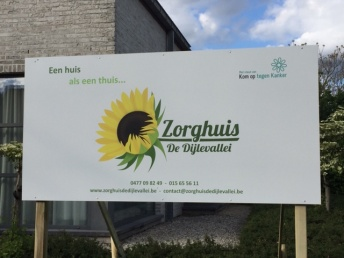 Een huis
als een thuis...
Kom op tegen Kanker
Zorghuis
De Dijlevallei
0477 89 82 49 - 015 65 56 11
www.zorghuisdedijlevallei.be - contact@zorghuisdedijlevallei.be